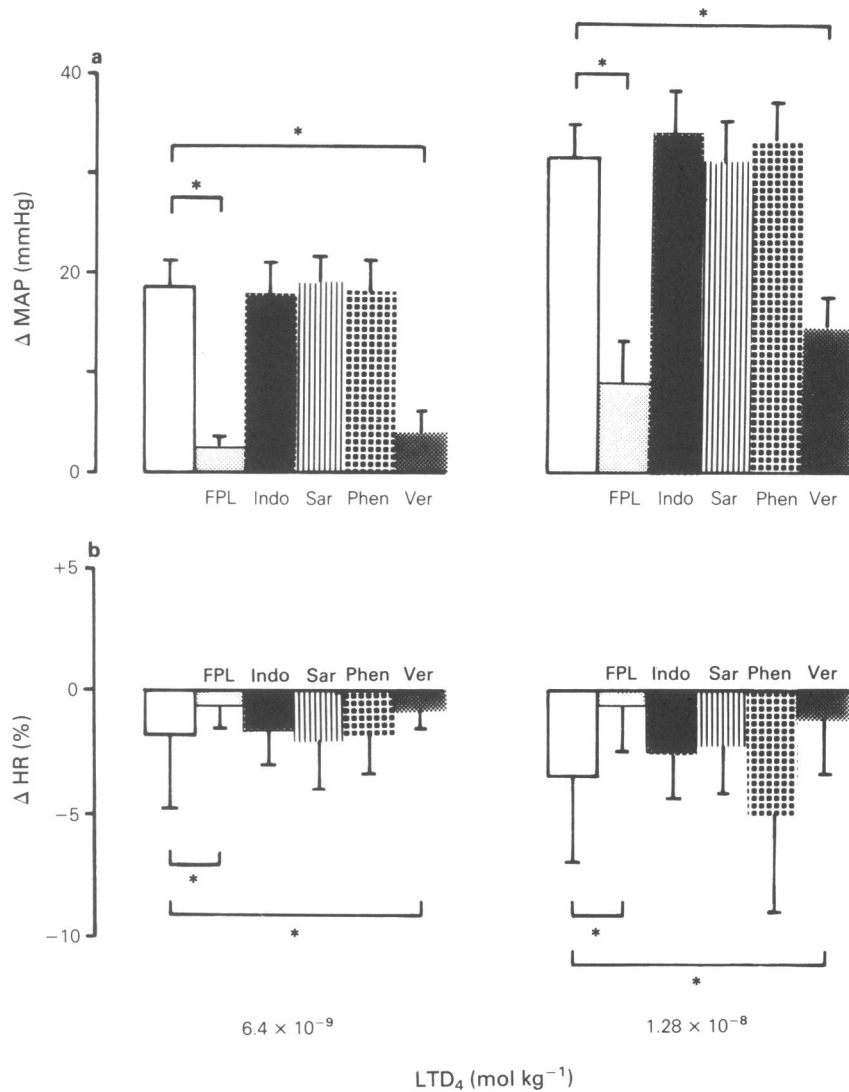 *
a
*
40
*
*
Δ MAP (mmHg)
20
0
FPL Indo Sar Phen Ver
FPL Indo Sar Phen Ver
b
+5
FPL Indo Sar Phen Ver
FPL Indo Sar Phen Ver
0
Δ HR (%)
−5
*
*
−10
*
*
6.4 × 10⁻⁹
1.28 × 10⁻⁸
LTD₄ (mol kg⁻¹)